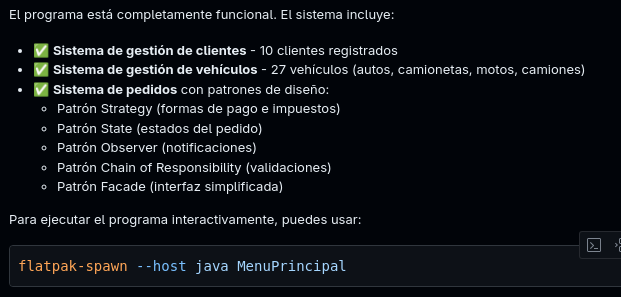 El programa está completamente funcional. El sistema incluye:
• ✅ Sistema de gestión de clientes - 10 clientes registrados
• ✅ Sistema de gestión de vehículos - 27 vehículos (autos, camionetas, motos, camiones)
• ✅ Sistema de pedidos con patrones de diseño:
◦ Patrón Strategy (formas de pago e impuestos)
◦ Patrón State (estados del pedido)
◦ Patrón Observer (notificaciones)
◦ Patrón Chain of Responsibility (validaciones)
◦ Patrón Facade (interfaz simplificada)
Para ejecutar el programa interactivamente, puedes usar:
flatpak-spawn --host java MenuPrincipal